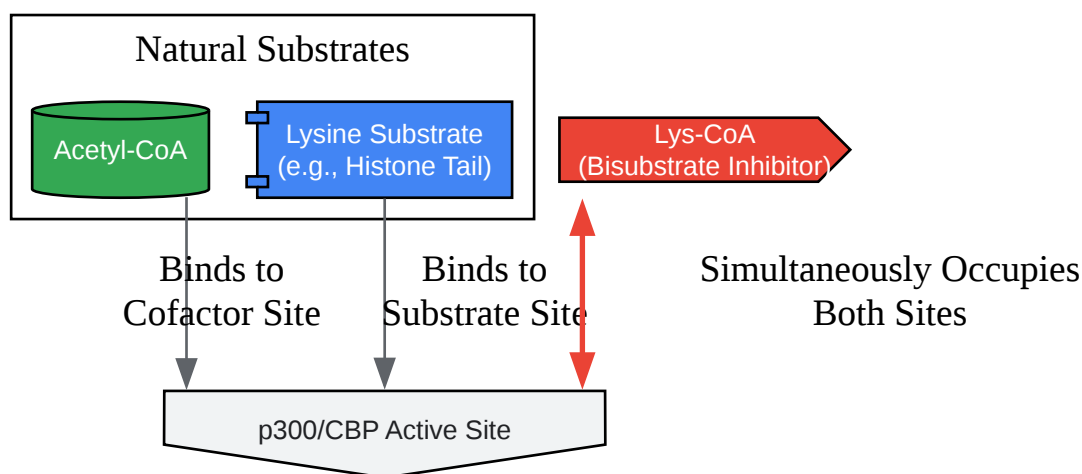 Natural Substrates
Acetyl-CoA
Lysine Substrate
(e.g., Histone Tail)
Lys-CoA
(Bisubstrate Inhibitor)
Binds to
Cofactor Site
Binds to
Substrate Site
Simultaneously Occupies
Both Sites
p300/CBP Active Site